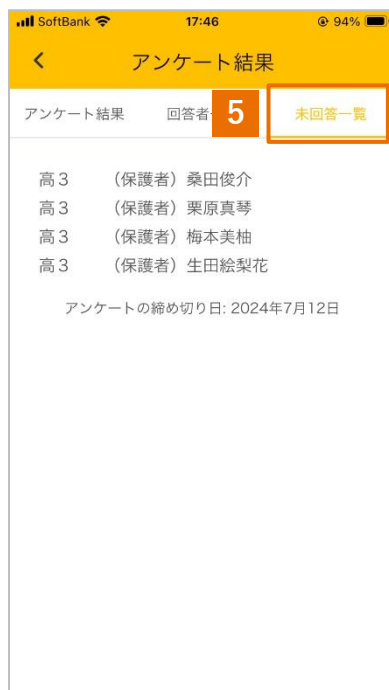 SoftBank 17:46 94%
アンケート結果
アンケート結果 回答者 5 未回答一覧
高3 （保護者）桑田俊介
高3 （保護者）栗原真琴
高3 （保護者）梅本美柚
高3 （保護者）生田絵梨花
アンケートの締め切り日: 2024年7月12日